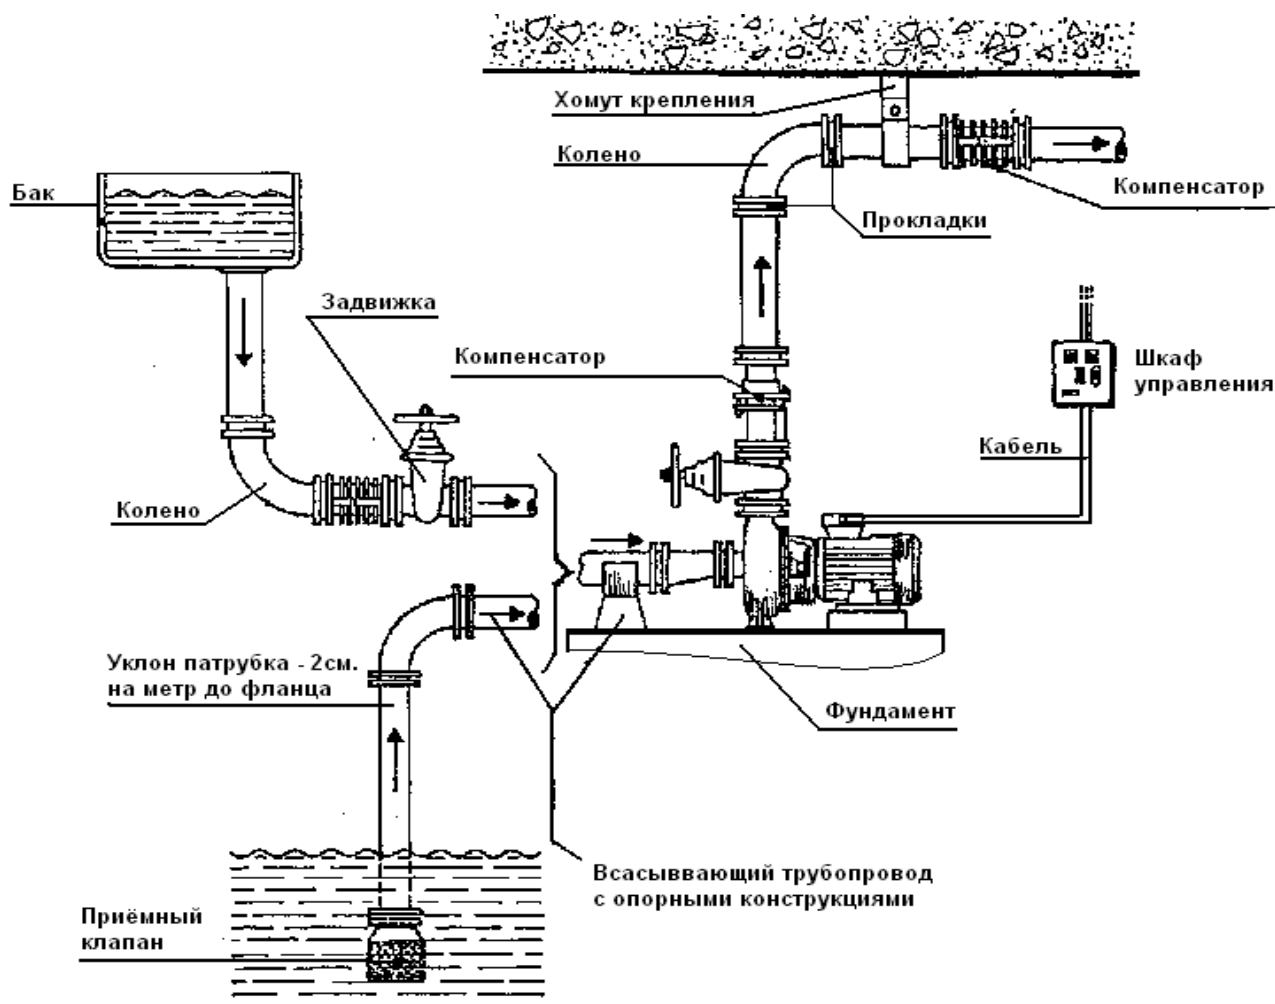 Хомут крепления
Колено
Бак
Компенсатор
Прокладки
Задвижка
Компенсатор
Шкаф
управления
Кабель
Колено
Уклон патрубка - 2см.
на метр до фланца
Фундамент
Всасыввающий трубопровод
с опорными конструкциями
Приёмный
клапан